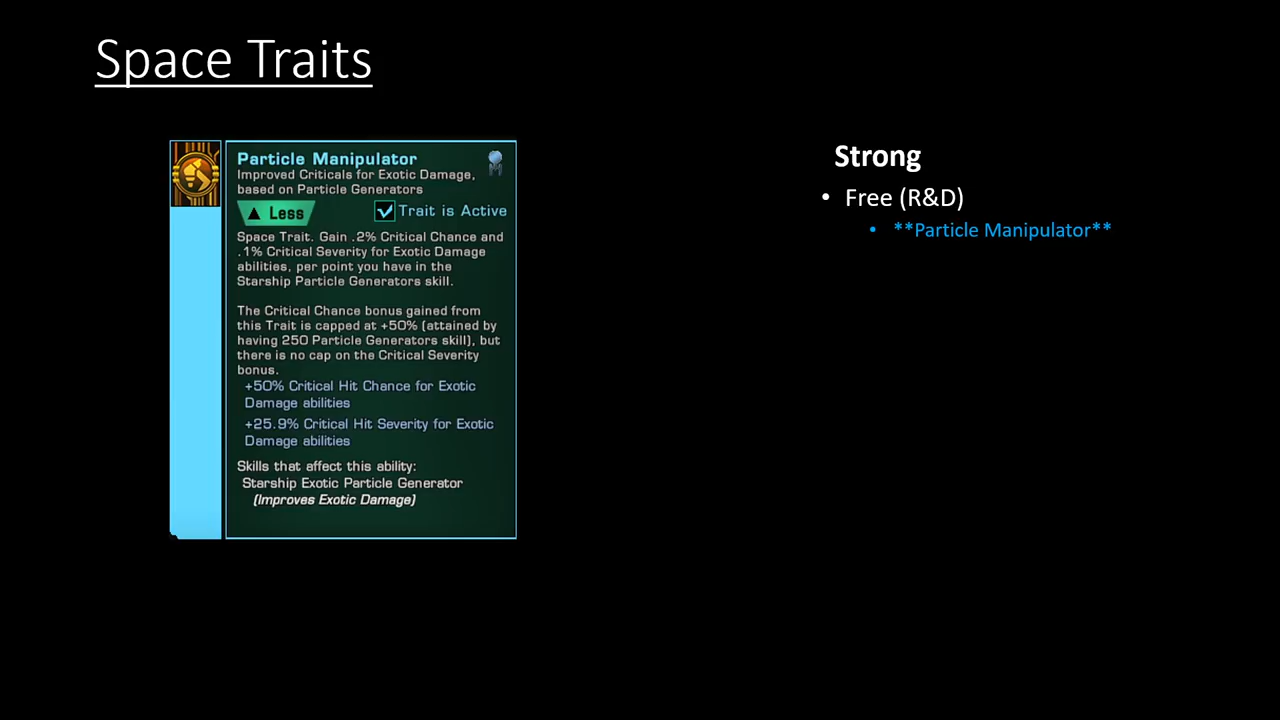 Space Traits
Particle Manipulator
Improved Criticals for Exotic Damage,
based on Particle Generators
Less
Trait is Active
Space Trait. Gain .2% Critical Chance and
.1% Critical Severity for Exotic Damage
abilities, per point you have in the
Starship Particle Generators skill.
The Critical Chance bonus gained from
this Trait is capped at +50% (attained by
having 250 Particle Generators skill), but
there is no cap on the Critical Severity
bonus.
+50% Critical Hit Chance for Exotic
Damage abilities
+25.9% Critical Hit Severity for Exotic
Damage abilities
Skills that affect this ability:
Starship Exotic Particle Generator
(Improves Exotic Damage)
Strong
• Free (R&D)
• **Particle Manipulator**